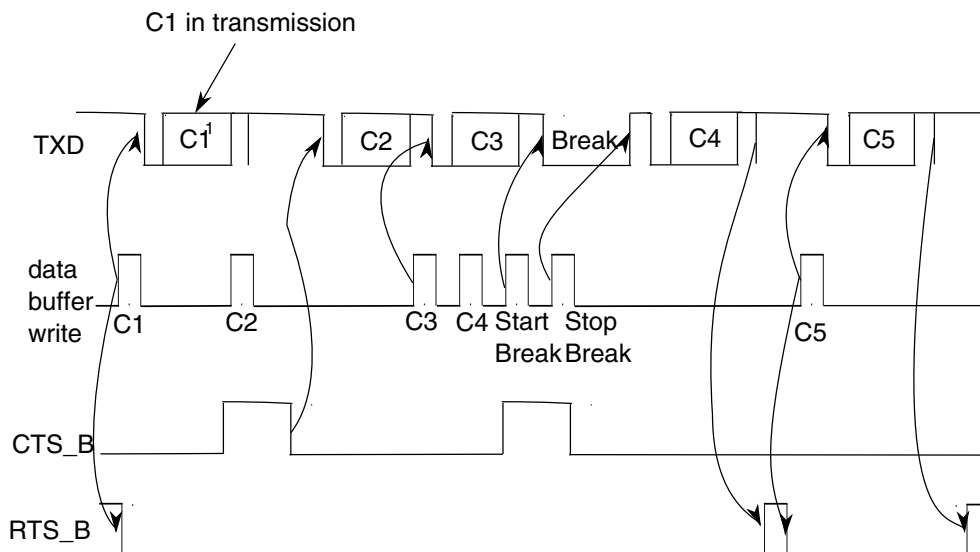 C1 in transmission
TXD
C1 1
C2
C3
Break
C4
C5
data
buffer
write
C1
C2
C3
C4
Start
Break
Stop
Break
C5
CTS_B
RTS_B